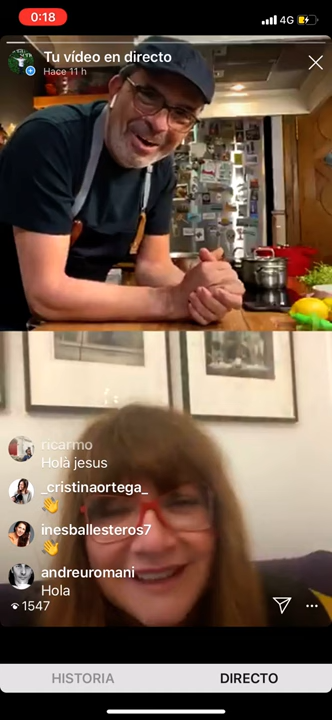 0:18
4G
Tu vídeo en directo
Hace 11 h
ricarmo
Holà jesus
_cristinaortega_
👋
inesballesteros7
👋
andreuromani
Hola
1547
HISTORIA
DIRECTO